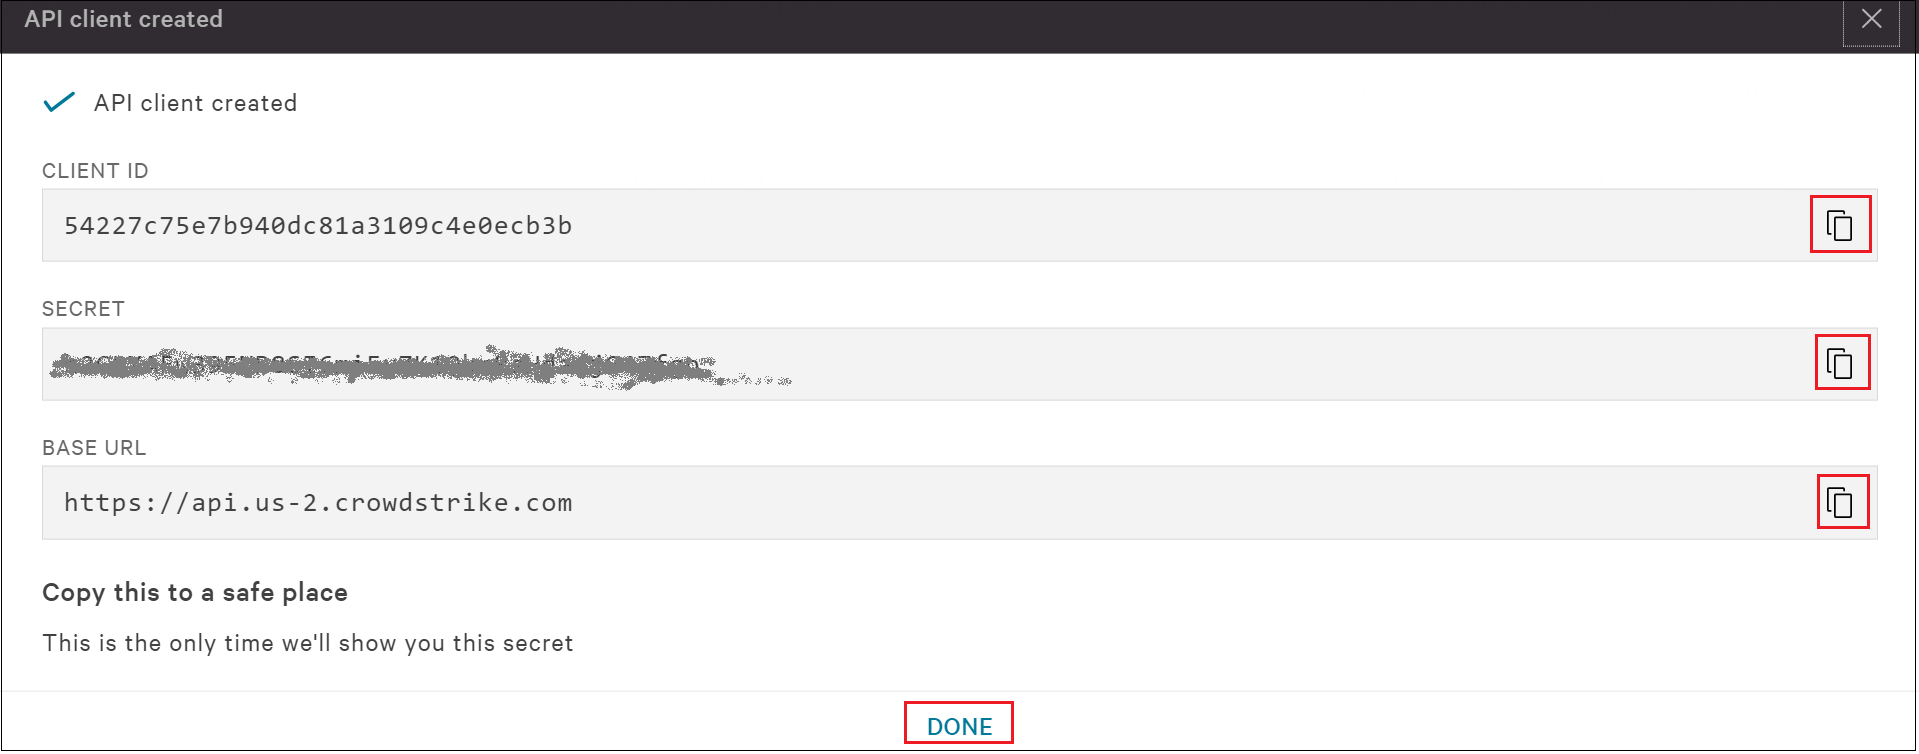 API client created
API client created
CLIENT ID
54227c75e7b940dc81a3109c4e0ecb3b
SECRET
BASE URL
https://api.us-2.crowdstrike.com
Copy this to a safe place
This is the only time we'll show you this secret
DONE